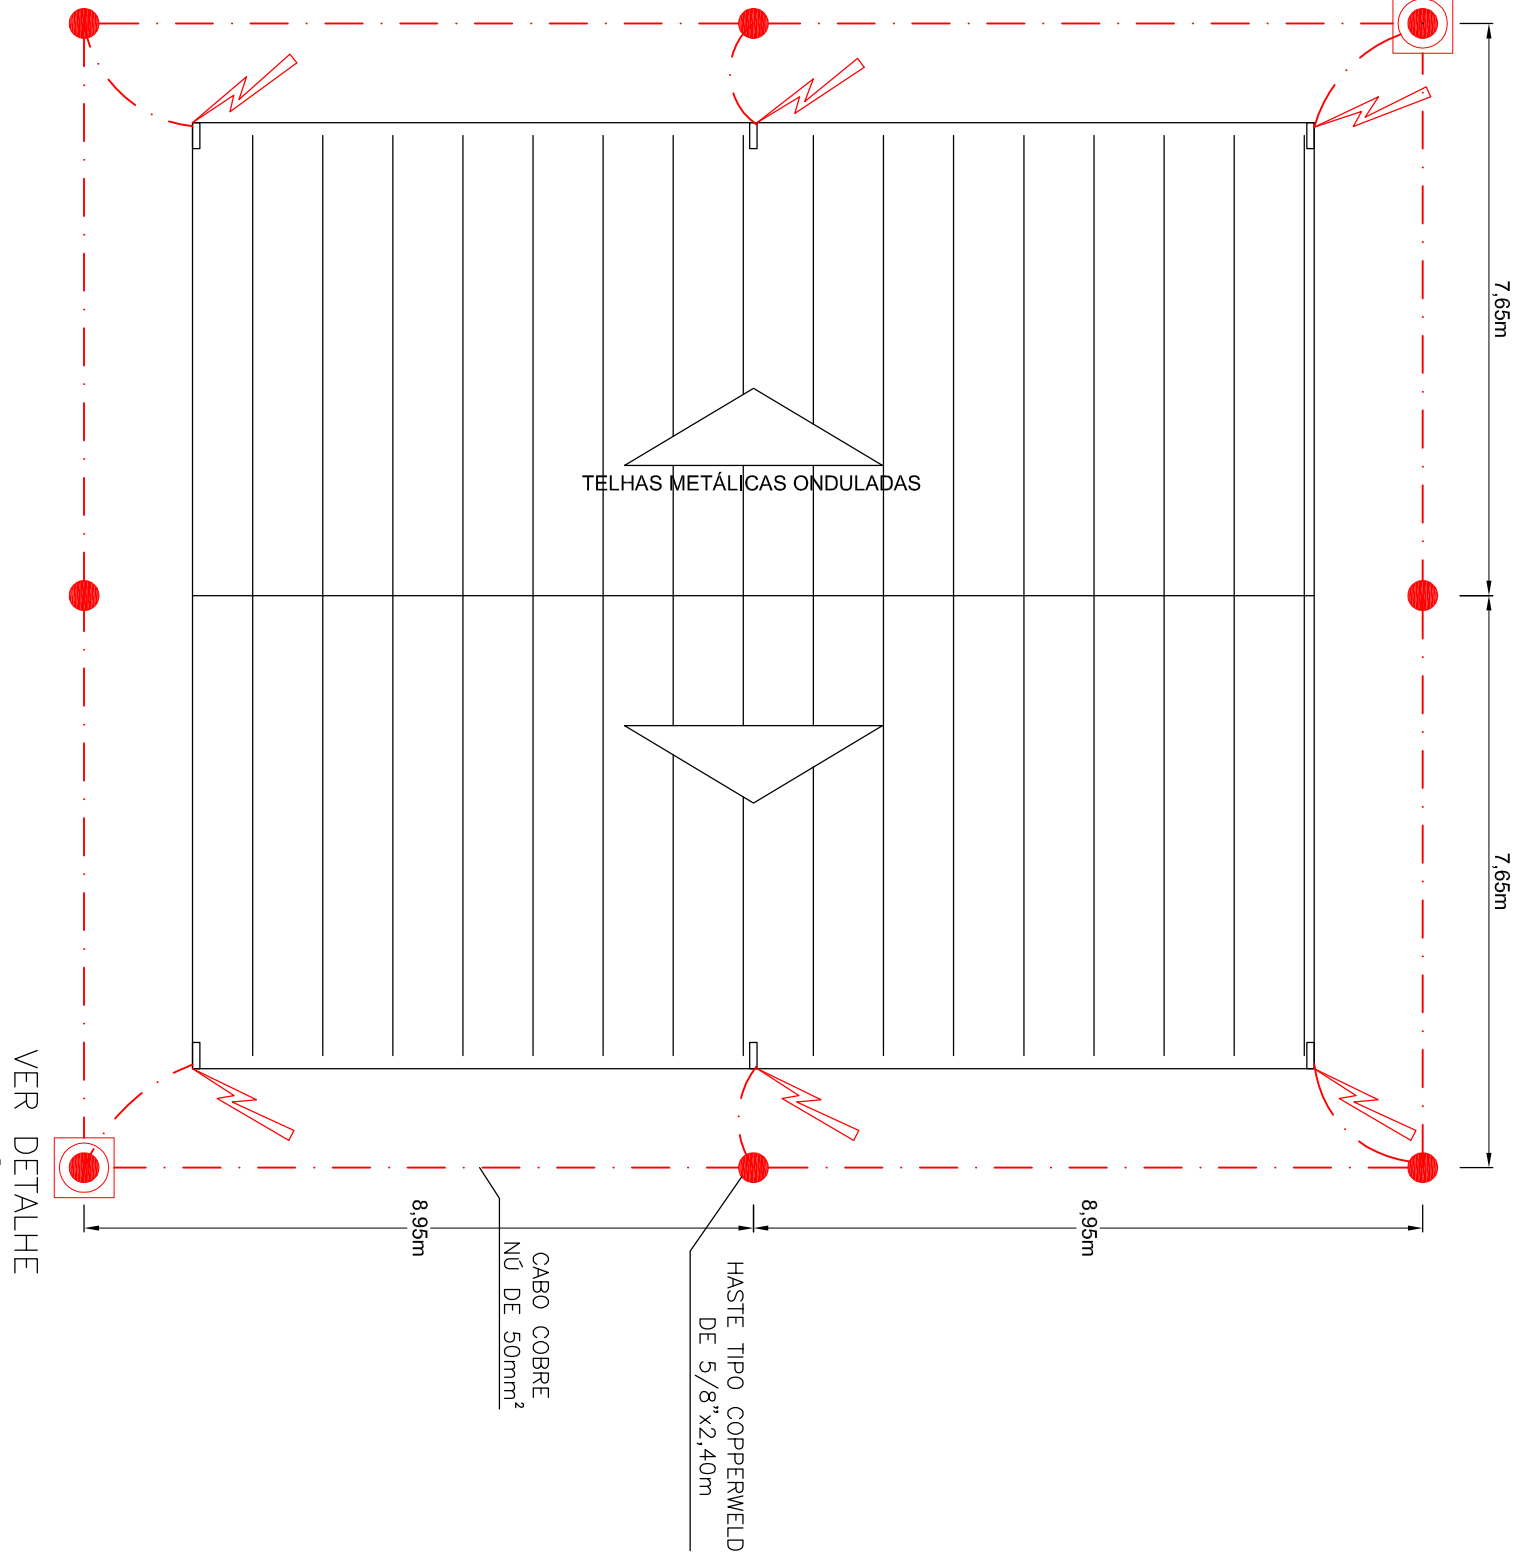 7,65m
7,65m
TELHAS METÁLICAS ONDULADAS
8,95m
8,95m
CABO COBRE
NÚ DE 50mm²
HASTE TIPO COPPERWELD
DE 5/8"x2,40m
VER DETALHE